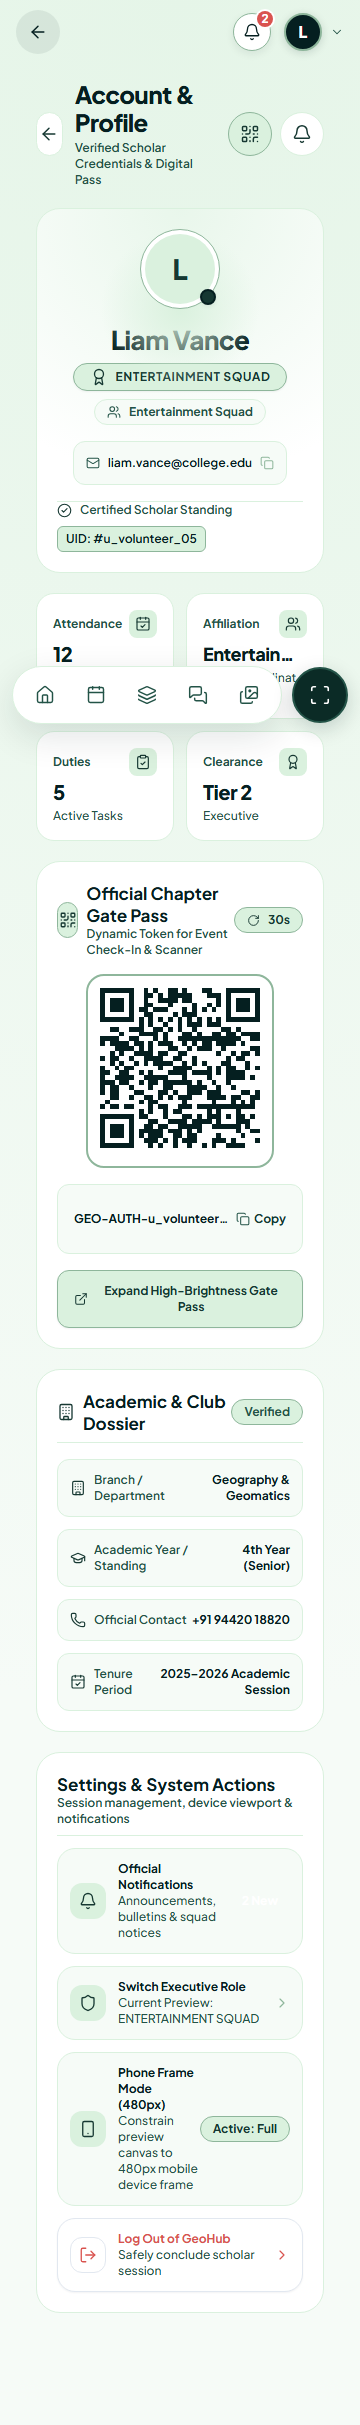 2
L
Account &
Profile
Verified Scholar
Credentials & Digital
Pass
L
Liam Vance
ENTERTAINMENT SQUAD
Entertainment Squad
liam.vance@college.edu
Certified Scholar Standing
UID: #u_volunteer_05
Attendance
12
Affiliation
Entertain...
Duties
5
Active Tasks
Clearance
Tier 2
Executive
Official Chapter
Gate Pass
Dynamic Token for Event
Check-In & Scanner
30s
GEO-AUTH-u_volunteer...
Copy
Expand High-Brightness Gate
Pass
Academic & Club
Dossier
Verified
Branch /
Department
Geography &
Geomatics
Academic Year /
Standing
4th Year
(Senior)
Official Contact
+91 94420 18820
Tenure
Period
2025–2026 Academic
Session
Settings & System Actions
Session management, device viewport &
notifications
Official
Notifications
Announcements,
bulletins & squad
notices
2 New
Switch Executive Role
Current Preview:
ENTERTAINMENT SQUAD
Phone Frame
Mode
(480px)
Constrain
preview
canvas to
480px mobile
device frame
Active: Full
Log Out of GeoHub
Safely conclude scholar
session